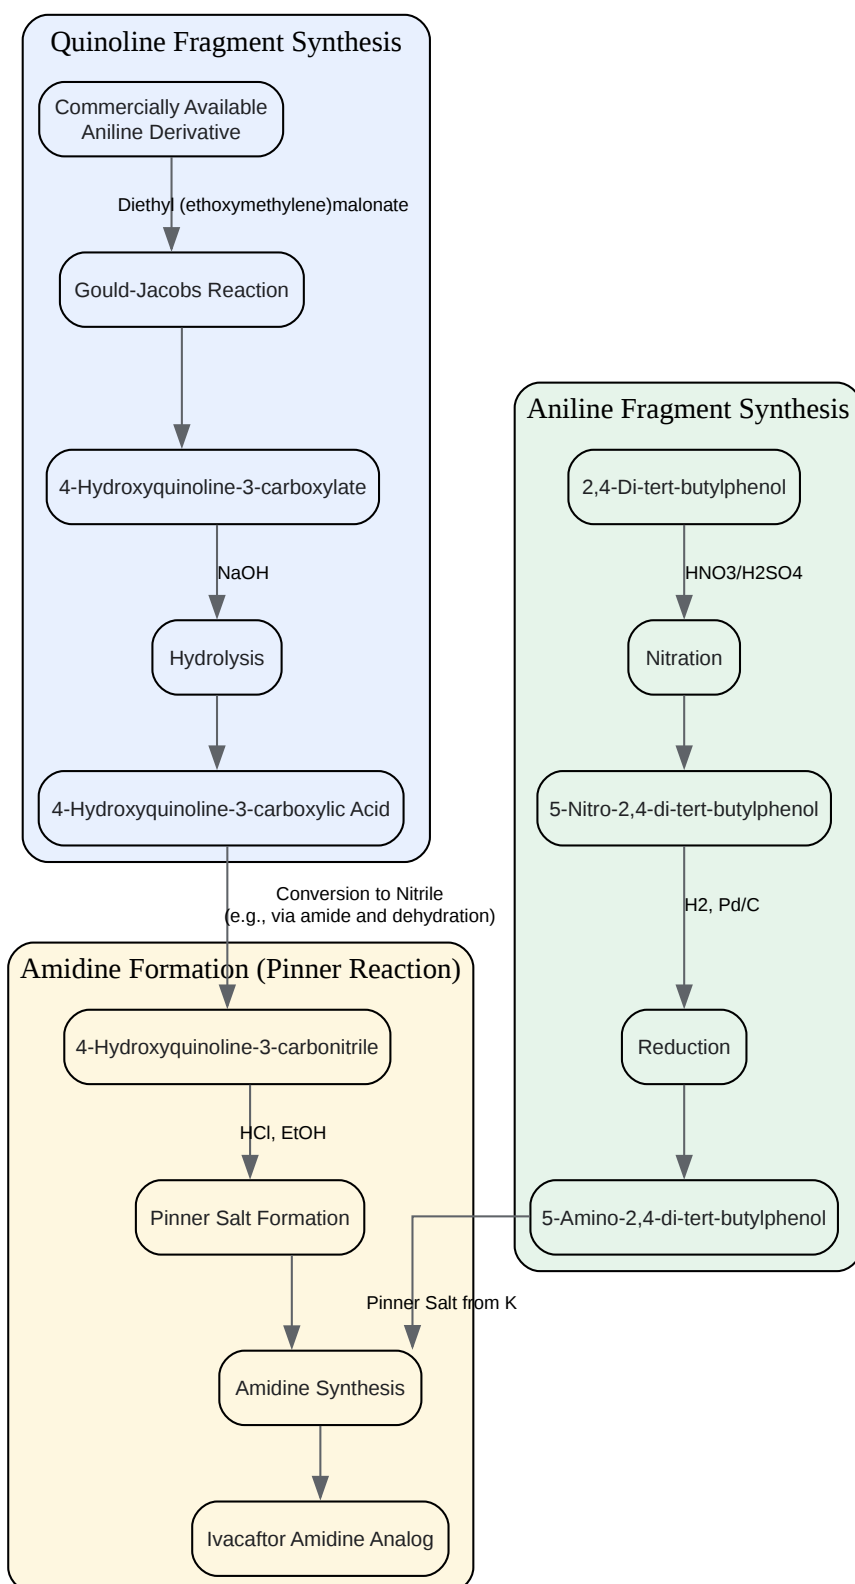 Quinoline Fragment Synthesis
Commercially Available
Aniline Derivative
Diethyl (ethoxymethylene)malonate
Gould-Jacobs Reaction
4-Hydroxyquinoline-3-carboxylate
NaOH
Hydrolysis
4-Hydroxyquinoline-3-carboxylic Acid
Conversion to Nitrile
(e.g., via amide and dehydration)
Aniline Fragment Synthesis
2,4-Di-tert-butylphenol
HNO3/H2SO4
Nitration
5-Nitro-2,4-di-tert-butylphenol
H2, Pd/C
Reduction
5-Amino-2,4-di-tert-butylphenol
Amidine Formation (Pinner Reaction)
4-Hydroxyquinoline-3-carbonitrile
HCl, EtOH
Pinner Salt Formation
Pinner Salt from K
Amidine Synthesis
Ivacaftor Amidine Analog